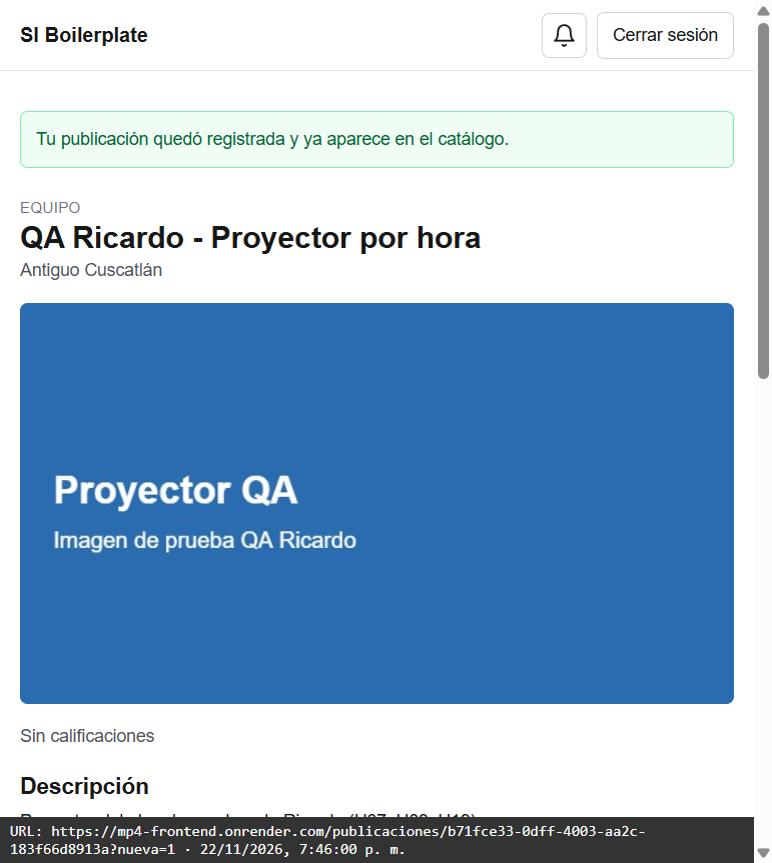 SI Boilerplate
Cerrar sesión
Tu publicación quedó registrada y ya aparece en el catálogo.
EQUIPO
QA Ricardo - Proyector por hora
Antiguo Cuscatlán
Proyector QA
Imagen de prueba QA Ricardo
Sin calificaciones
Descripción
URL: https://mp4-frontend.onrender.com/publicaciones/b71fce33-0dff-4003-aa2c-
183f66d8913a?nueva=1 · 22/11/2026, 7:46:00 p. m.